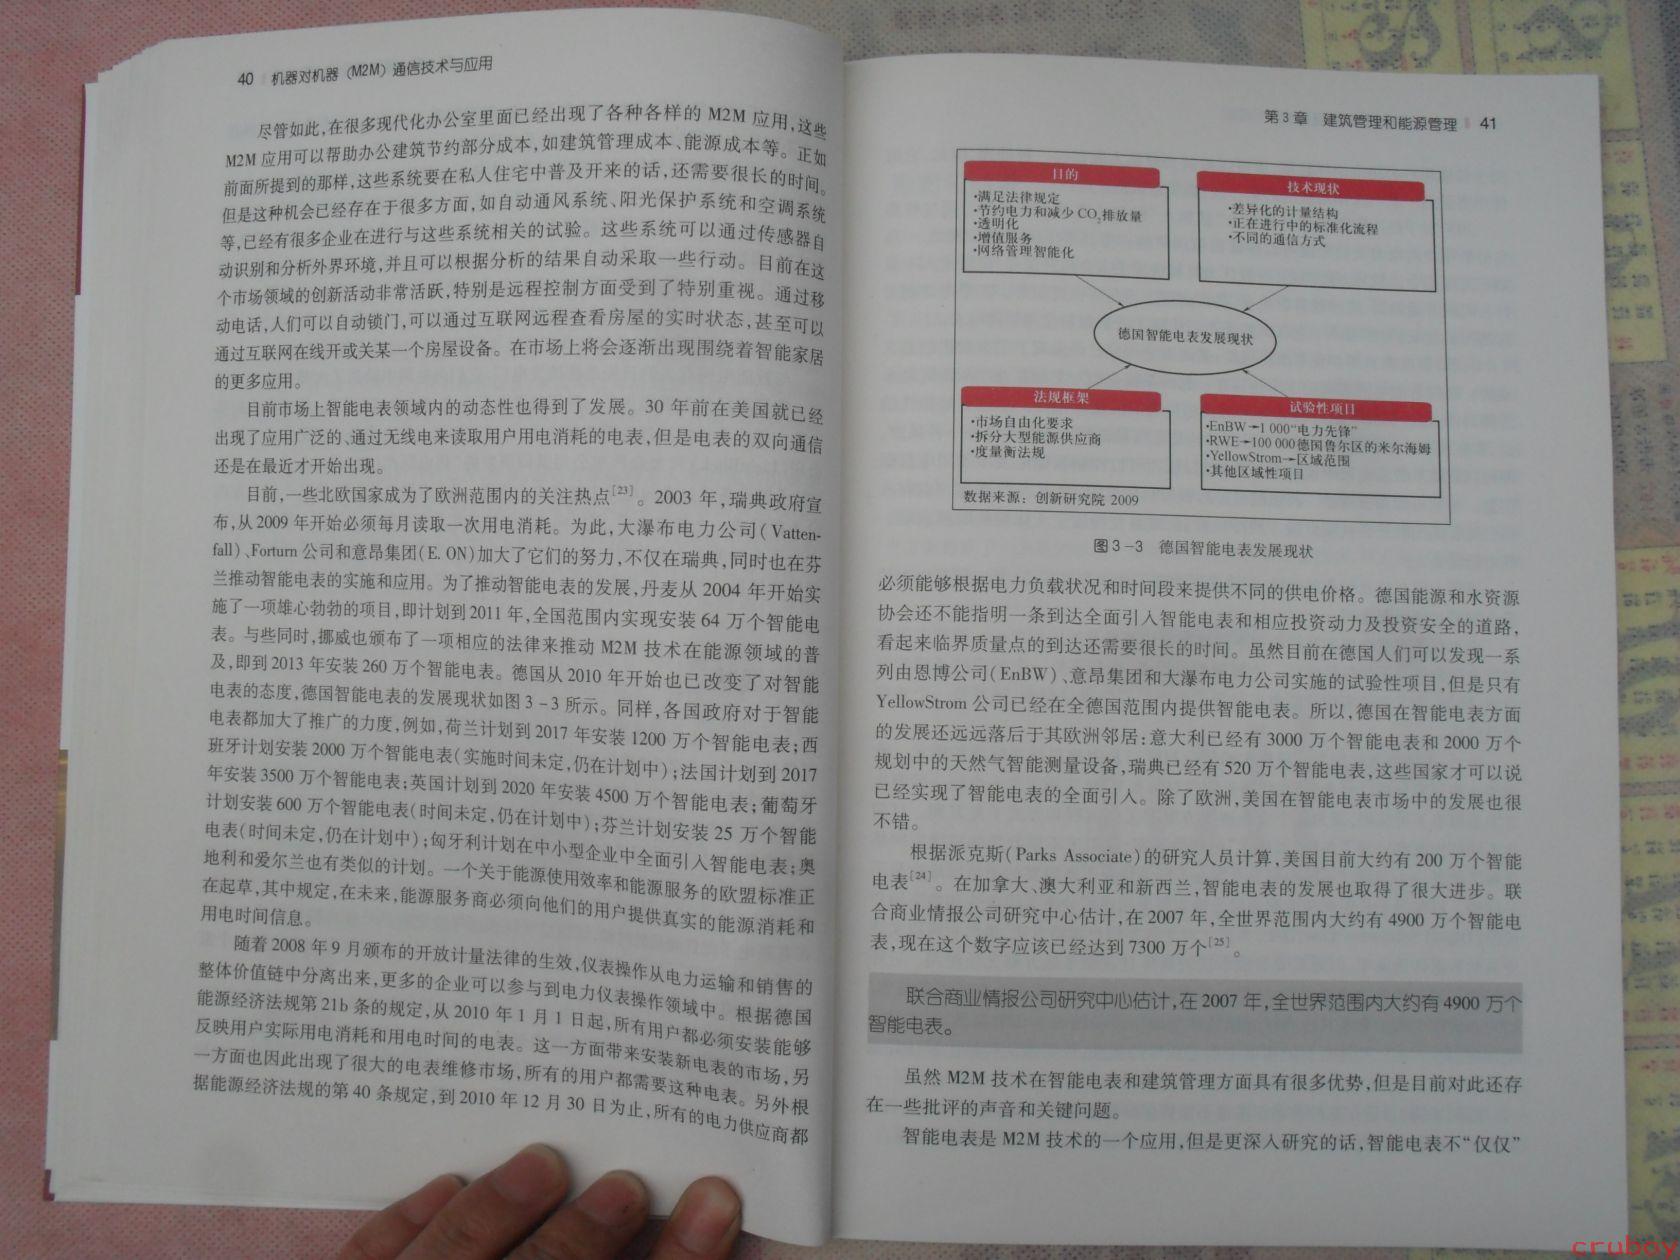 40 机器对机器（M2M）通信技术与应用
尽管如此,在很多现代化办公室里面已经出现了各种各样的 M2M 应用,这些
M2M 应用可以帮助办公建筑节约部分成本,如建筑管理成本、能源成本等。正如
前面所提到的那样,这些系统要在私人住宅中普及开来的话,还需要很长的时间。
但是这种机会已经存在于很多方面,如自动通风系统、阳光保护系统和空调系统
等,已经有很多企业在进行与这些系统相关的试验。这些系统可以通过传感器自
动识别和分析外界环境,并且可以根据分析的结果自动采取一些行动。目前在这
个市场领域的创新活动非常活跃,特别是远程控制方面受到了特别重视。通过移
动电话,人们可以自动锁门,可以通过互联网远程查看房屋的实时状态,甚至可以
通过互联网在线开或关某一个房屋设备。在市场上将会逐渐出现围绕着智能家居
的更多应用。
目前市场上智能电表领域内的动态性也得到了发展。30 年前在美国就已经
出现了应用广泛的、通过无线电来读取用户用电消耗的电表,但是电表的双向通信
还是在最近才开始出现。
目前,一些北欧国家成为了欧洲范围内的关注热点[23]。2003 年,瑞典政府宣
布,从 2009 年开始必须每月读取一次用电消耗。为此,大瀑布电力公司(Vatten-
fall)、Forturn 公司和意昂集团(E. ON)加大了它们的努力,不仅在瑞典,同时也在芬
兰推动智能电表的实施和应用。为了推动智能电表的发展,丹麦从 2004 年开始实
施了一项雄心勃勃的项目,即计划到 2011 年,全国范围内实现安装 64 万个智能电
表。与些同时,挪威也颁布了一项相应的法律来推动 M2M 技术在能源领域的普
及,即到 2013 年安装 260 万个智能电表。德国从 2010 年开始也已改变了对智能
电表的态度,德国智能电表的发展现状如图 3－3 所示。同样,各国政府对于智能
电表都加大了推广的力度,例如,荷兰计划到 2017 年安装 1200 万个智能电表;西
班牙计划安装 2000 万个智能电表(实施时间未定,仍在计划中);法国计划到 2017
年安装 3500 万个智能电表;英国计划到 2020 年安装 4500 万个智能电表;葡萄牙
计划安装 600 万个智能电表(时间未定,仍在计划中);芬兰计划安装 25 万个智能
电表(时间未定,仍在计划中);匈牙利计划在中小型企业中全面引入智能电表;奥
地利和爱尔兰也有类似的计划。一个关于能源使用效率和能源服务的欧盟标准正
在起草,其中规定,在未来,能源服务商必须向他们的用户提供真实的能源消耗和
用电时间信息。
随着 2008 年 9 月颁布的开放计量法律的生效,仪表操作从电力运输和销售的
整体价值链中分离出来,更多的企业可以参与到电力仪表操作领域中。根据德国
能源经济法规第 21b 条的规定,从 2010 年 1 月 1 日起,所有用户都必须安装能够
反映用户实际用电消耗和用电时间的电表。这一方面带来安装新电表的市场,另
一方面也因此出现了很大的电表维修市场,所有的用户都需要这种电表。另外根
据能源经济法规的第 40 条规定,到 2010 年 12 月 30 日为止,所有的电力供应商都
第 3 章 建筑管理和能源管理 41
目的
·满足法律规定
·节约电力和减少 CO2排放量
·透明化
·增值服务
·网络管理智能化
技术现状
·差异化的计量结构
·正在进行中的标准化流程
·不同的通信方式
德国智能电表发展现状
法规框架
·市场自由化要求
·拆分大型能源供应商
·度量衡法规
试验性项目
·EnBW→1 000“电力先锋”
·RWE→100 000德国鲁尔区的米尔海姆
·YellowStrom→区域范围
·其他区域性项目
数据来源：创新研究院 2009
图 3－3 德国智能电表发展现状
必须能够根据电力负载状况和时间段来提供不同的供电价格。德国能源和水资源
协会还不能指明一条到达全面引入智能电表和相应投资动力及投资安全的道路,
看起来临界质量点的到达还需要很长的时间。虽然目前在德国人们可以发现一系
列由恩博公司(EnBW)、意昂集团和大瀑布电力公司实施的试验性项目,但是只有
YellowStrom 公司已经在全德国范围内提供智能电表。所以,德国在智能电表方面
的发展还远远落后于其欧洲邻居:意大利已经有 3000 万个智能电表和 2000 万个
规划中的天然气智能测量设备,瑞典已经有 520 万个智能电表,这些国家才可以说
已经实现了智能电表的全面引入。除了欧洲,美国在智能电表市场中的发展也很
不错。
根据派克斯(Parks Associate)的研究人员计算,美国目前大约有 200 万个智能
电表[24]。在加拿大、澳大利亚和新西兰,智能电表的发展也取得了很大进步。联
合商业情报公司研究中心估计,在 2007 年,全世界范围内大约有 4900 万个智能电
表,现在这个数字应该已经达到 7300 万个[25]。
联合商业情报公司研究中心估计,在 2007 年,全世界范围内大约有 4900 万个
智能电表。
虽然 M2M 技术在智能电表和建筑管理方面具有很多优势,但是目前对此还存
在一些批评的声音和关键问题。
智能电表是 M2M 技术的一个应用,但是更深入研究的话,智能电表不“仅仅”
cruboy